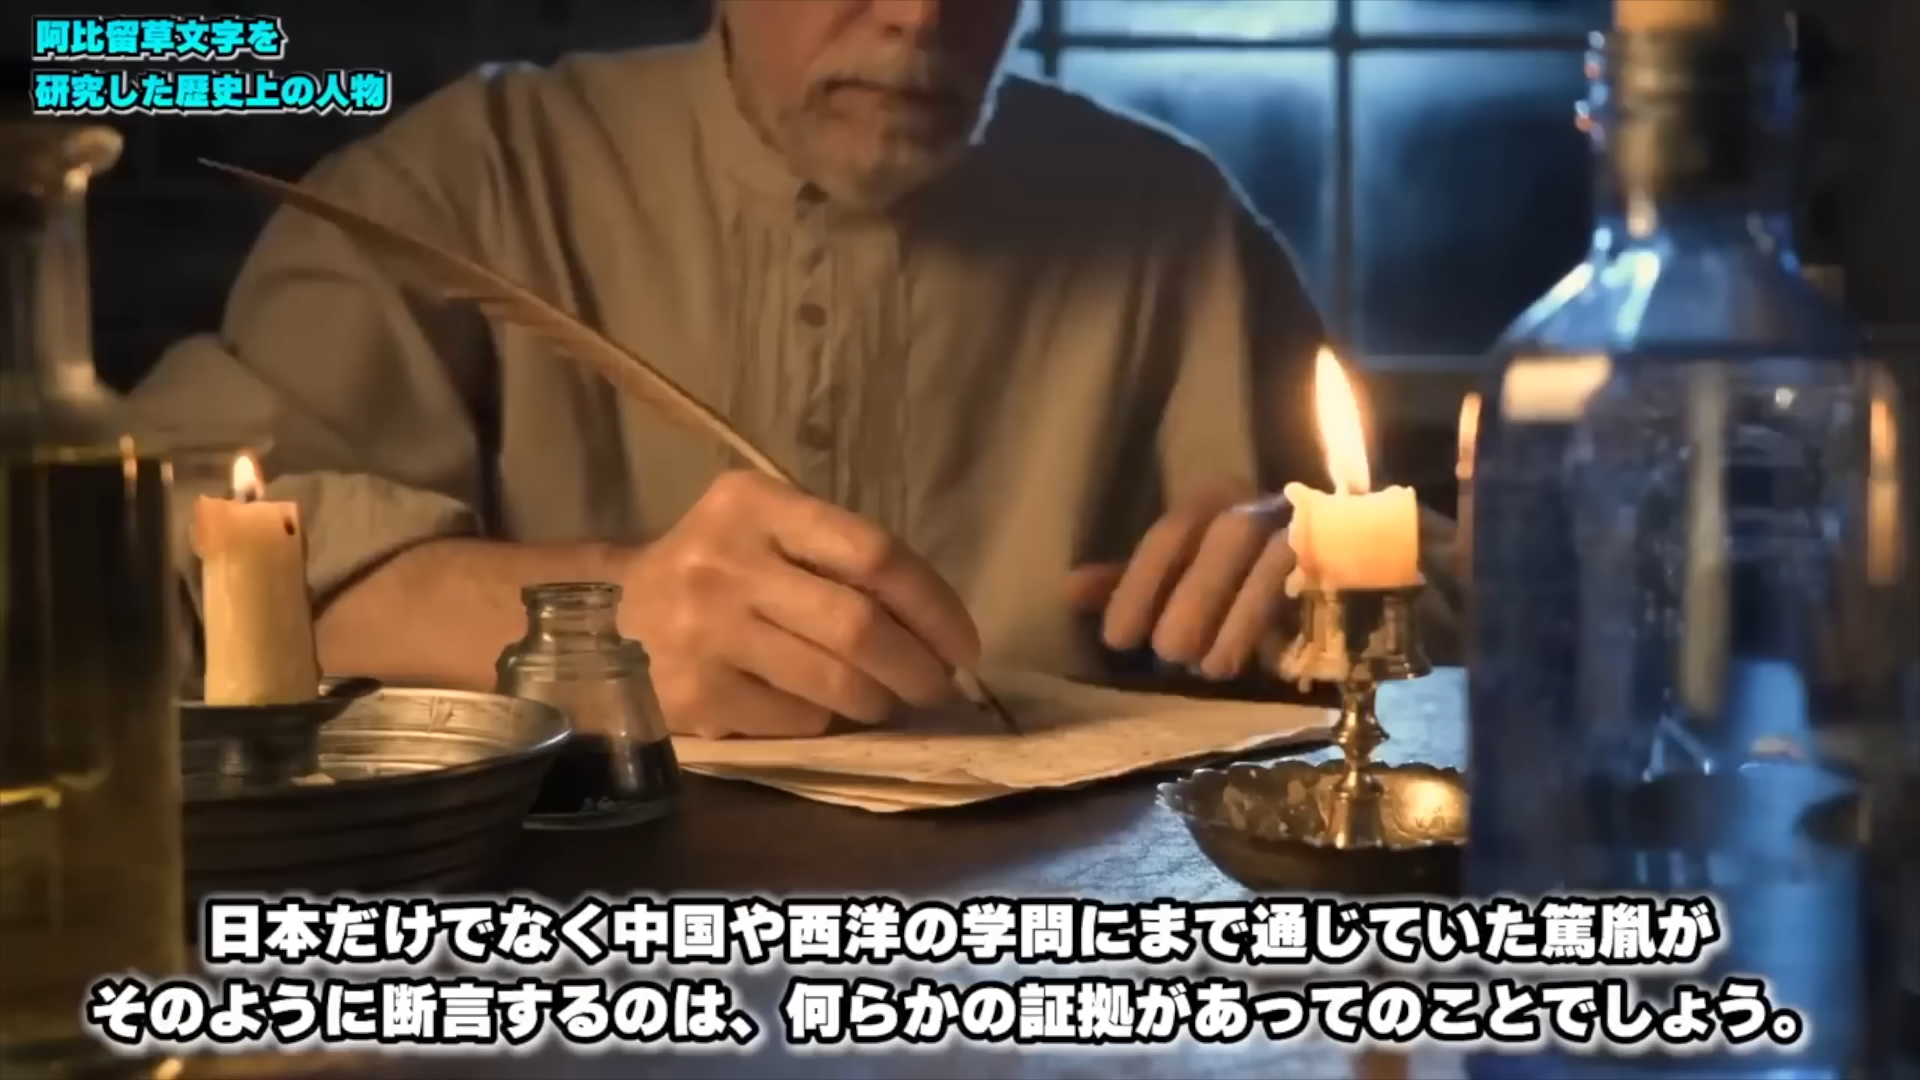 阿比留草文字を
研究した歴史上の人物
日本だけでなく中国や西洋の学問にまで通じていた篤胤が
そのように断言するのは、何らかの証拠があってのことでしょう。